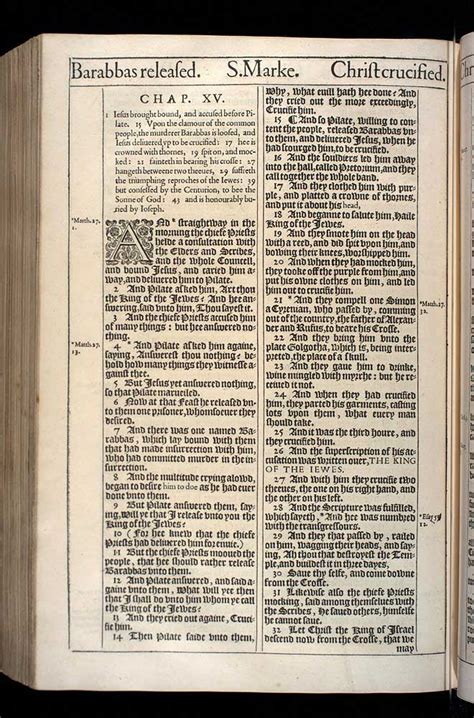 Barabbas released. S.Marke. Christ crucified.
CHAP. XV.
1 Iesus brought bound, and accused before Pi-
late. 15 Vpon the clamour of the common
people, the murderer Barabbas is loosed, and
Iesus deliuered vp to be crucified: 17 hee is
crowned with thornes, 19 spit on, and moc-
ked: 21 fainteth in bearing his crosse: 27
hangeth betweene two theeues, 29 suffreth
the triumphing reproches of the Iewes: 39
but confessed by the Centurion, to bee the
Sonne of God: 43 and is honourably bu-
ried by Ioseph.
*Matth.27.
1.
AND * straightway in the
morning the chiefe Priests
helde a consultation with
the Elders and Scribes,
and the whole Councell,
and bound Jesus, and caried him a-
way, and deliuered him to Pilate.
2 And Pilate asked him, Art thou
the King of the Jewes? And hee an-
swering, said vnto him, Thou sayest it.
3 And the chiefe Priests accused him
of many things: but hee answered no-
thing.
*Matth.27.
13.
4 * And Pilate asked him againe,
saying, Answerest thou nothing? be-
hold how many things they witnesse a-
gainst thee.
5 But Jesus yet answered nothing,
so that Pilate marueiled.
6 Now at that Feast he released vn-
to them one prisoner, whomsoeuer they
desired.
7 And there was one named Bar-
abbas, which lay bound with them
that had made insurrection with him,
who had committed murder in the in-
surrection.
8 And the multitude crying alowd,
began to desire him to doe as he had euer
done vnto them.
9 But Pilate answered them, say-
ing, Will ye that I release vnto you the
King of the Jewes?
10 (For hee knew that the chiefe
Priests had deliuered him for enuie.)
11 But the chiefe Priests mooued the
people, that hee should rather release
Barabbas vnto them.
12 And Pilate answered, and said a-
gaine vnto them, What will yee then
that I shall do vnto him whom ye call
the King of the Jewes?
13 And they cried out againe, Cruci-
fie him.
14 Then Pilate saide vnto them,
Why, what euill hath hee done? And
they cried out the more exceedingly,
Crucifie him.
15 ¶ And so Pilate, willing to con-
tent the people, released Barabbas vn-
to them, and deliuered Jesus, when he
had scourged him, to be crucified.
16 And the souldiers led him away
into the hall, called Pretorium, and they
call together the whole band.
17 And they clothed him with pur-
ple, and platted a crowne of thornes,
and put it about his head,
18 And beganne to salute him, Haile
King of the Jewes.
19 And they smote him on the head
with a reed, and did spit vpon him, and
bowing their knees, worshipped him.
20 And when they had mocked him,
they tooke off the purple from him, and
put his owne clothes on him, and led
him out to crucifie him.
*Matth.27.
32.
21 * And they compell one Simon
a Cyrenian, who passed by, comming
out of the countrey, the father of Alexan-
der and Rufus, to beare his Crosse.
22 And they bring him vnto the
place Golgotha, which is, being inter-
preted, the place of a skull.
23 And they gaue him to drinke,
wine mingled with myrrhe: but he re-
ceiued it not.
24 And when they had crucified
him, they parted his garments, casting
lots vpon them, what euery man
should take.
25 And it was the third houre, and
they crucified him.
26 And the superscription of his ac-
cusation was written ouer, THE KING
OF THE IEWES.
27 And with him they crucifie two
theeues, the one on his right hand, and
the other on his left.
28 And the Scripture was fulfilled,
which sayeth, * And hee was numbred
with the transgressours.
12.
29 And they that passed by, railed
on him, wagging their heads, and say-
ing, Ah thou that destroyest the Tem-
ple, and buildest it in three dayes,
30 Saue thy selfe, and come downe
from the Crosse.
31 Likewise also the chiefe Priests
mocking, said among themselues with
the Scribes, He saued others, himselfe
he cannot saue.
32 Let Christ the King of Israel
descend now from the Crosse, that we
may